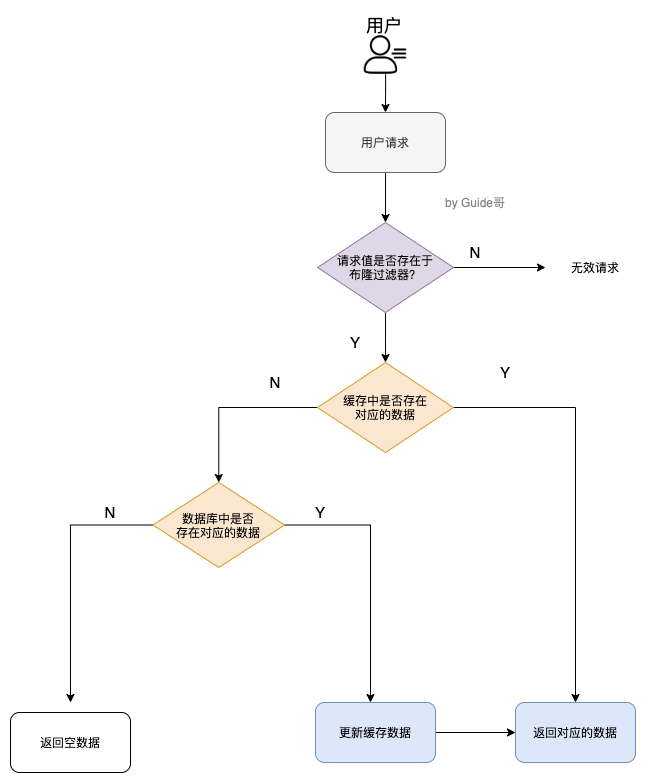 用户
用户请求
by Guide哥
请求值是否存在于
布隆过滤器?
N
无效请求
Y
Y
N
缓存中是否存在
对应的数据
N
Y
数据库中是否
存在对应的数据
返回空数据
更新缓存数据
返回对应的数据